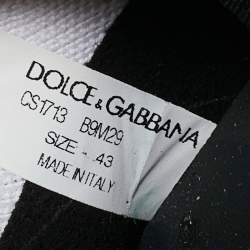 DOLCE & GABBANA
CS1713 B9M29
SIZE - 43
MADE IN ITALY